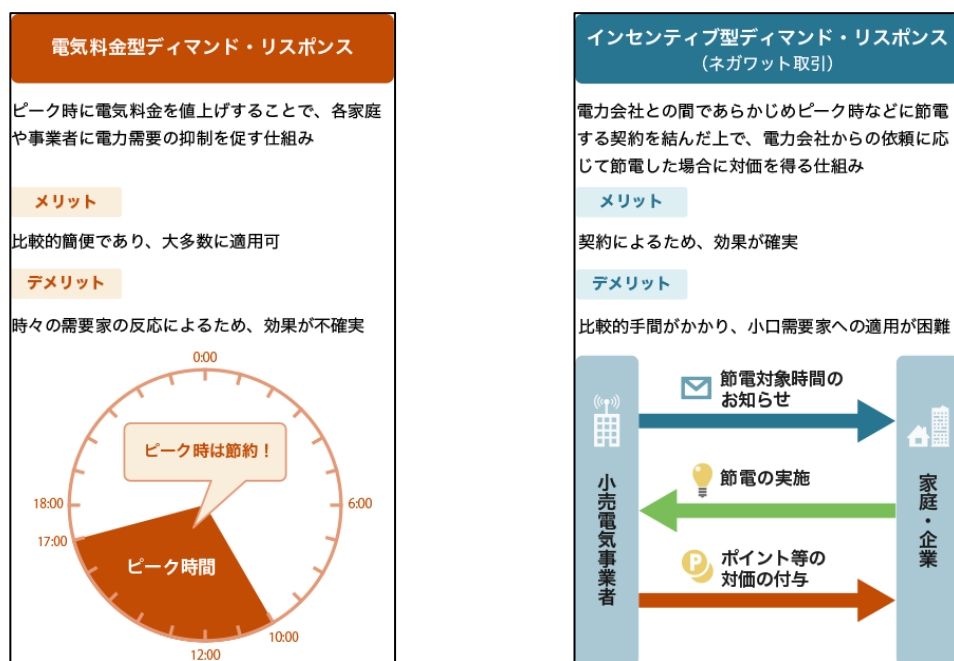 電気料金型ディマンド・リスポンス
ピーク時に電気料金を値上げすることで、各家庭
や事業者に電力需要の抑制を促す仕組み
メリット
比較的簡便であり、大多数に適用可
デメリット
時々の需要家の反応によるため、効果が不確実
0:00
ピーク時は節約！
18:00
6:00
17:00
ピーク時間
10:00
12:00
インセンティブ型ディマンド・リスポンス
（ネガワット取引）
電力会社との間であらかじめピーク時などに節電
する契約を結んだ上で、電力会社からの依頼に応
じて節電した場合に対価を得る仕組み
メリット
契約によるため、効果が確実
デメリット
比較的手間がかかり、小口需要家への適用が困難
節電対象時間の
お知らせ
小売電気事業者
節電の実施
家庭・企業
P
ポイント等の
対価の付与